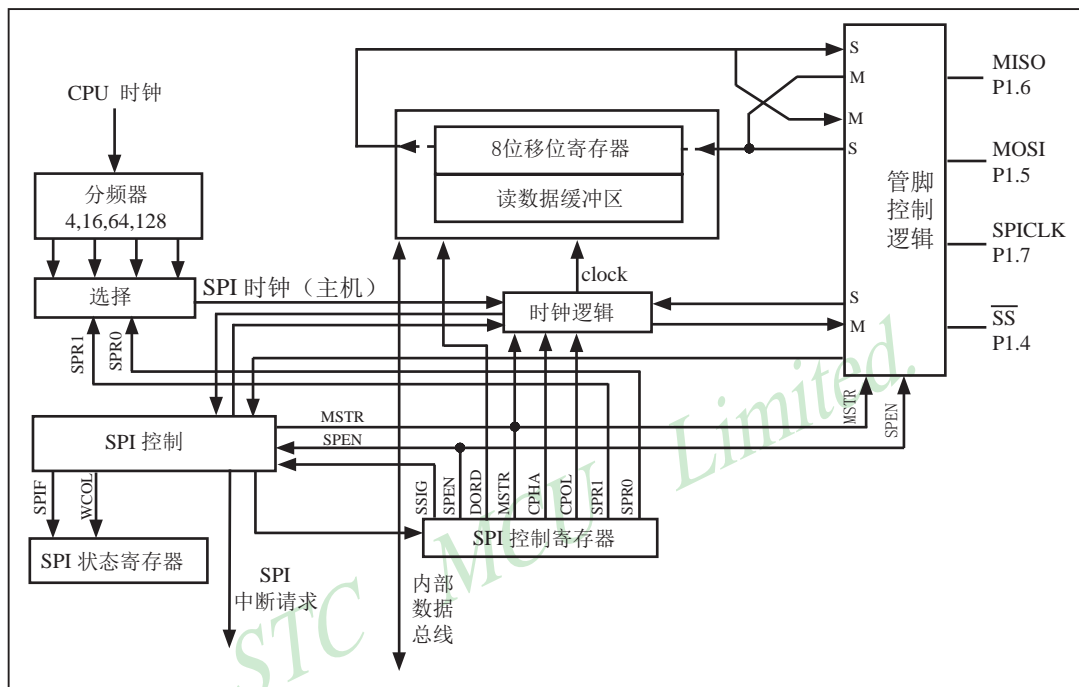 CPU 时钟
分频器
4,16,64,128
选择
SPI 时钟（主机）
SPR1
SPR0
8位移位寄存器
读数据缓冲区
clock
时钟逻辑
S
M
M
S
S
M
管脚
控制
逻辑
MISO
P1.6
MOSI
P1.5
SPICLK
P1.7
SS
P1.4
MSTR
SPEN
SPI 控制
MSTR
SPEN
SPIF
WCOL
SPI 状态寄存器
SSIG
SPEN
DORD
MSTR
CPHA
CPOL
SPR1
SPR0
SPI 控制寄存器
SPI
中断请求
内部
数据
总线
STC MCU Limited.